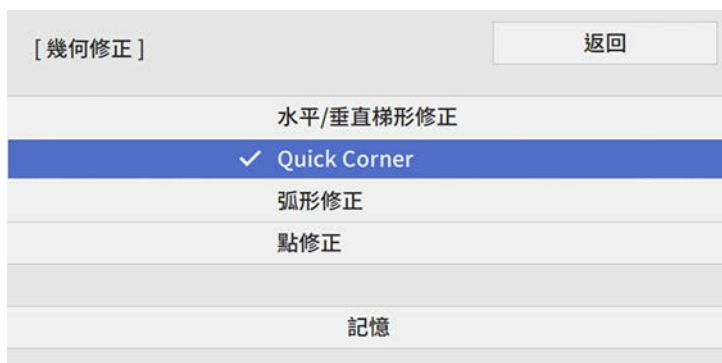 [ 幾何修正 ]
返回
水平/垂直梯形修正
✓ Quick Corner
弧形修正
點修正
記憶